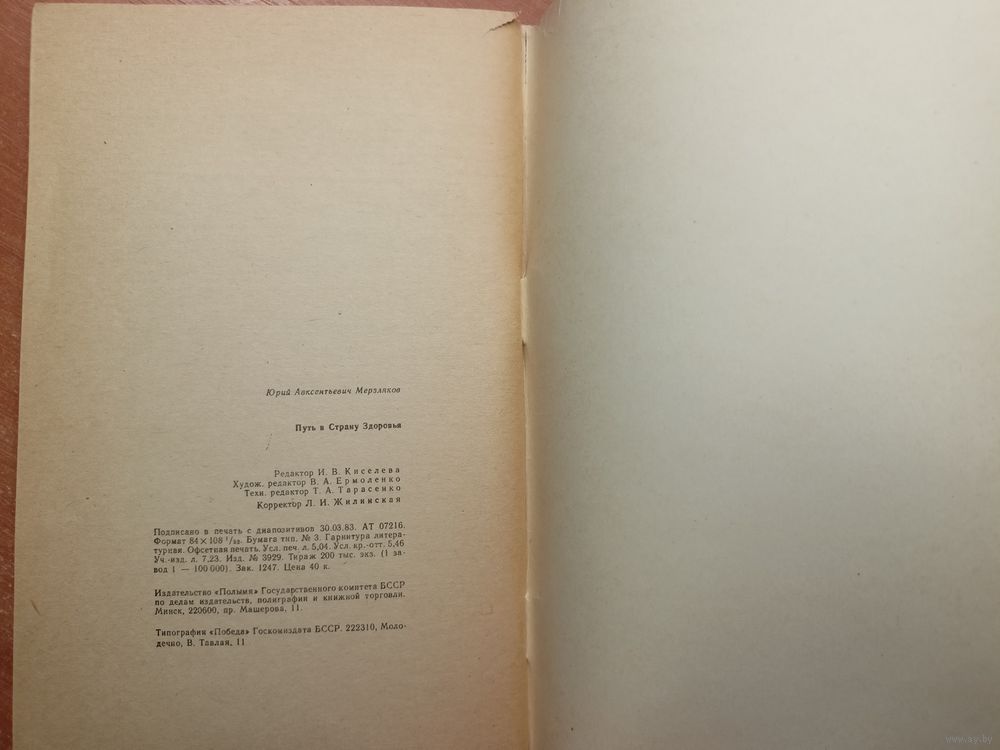 Юрий Авксентьевич Мерзляков
Путь в Страну Здоровья
Редактор И. В. Киселева
Худож. редактор В. А. Ермоленко
Техн. редактор Т. А. Тарасенко
Корректор Л. И. Жилинская
Подписано в печать с диапозитивов 30.03.83. АТ 07216.
Формат 84×108 1/32. Бумага тип. № 3. Гарнитура литера-
турная. Офсетная печать. Усл. печ. л. 5,04. Усл. кр.-отт. 5,46
Уч.-изд. л. 7,23. Изд. № 3929. Тираж 200 тыс. экз. (1 за-
вод 1 — 100 000). Зак. 1247. Цена 40 к.
Издательство «Полымя» Государственного комитета БССР
по делам издательств, полиграфии и книжной торговли.
Минск, 220600, пр. Машерова, 11.
Типография «Победа» Госкомиздата БССР. 222310, Моло-
дечно, В. Тавлая, 11
www.ay.by